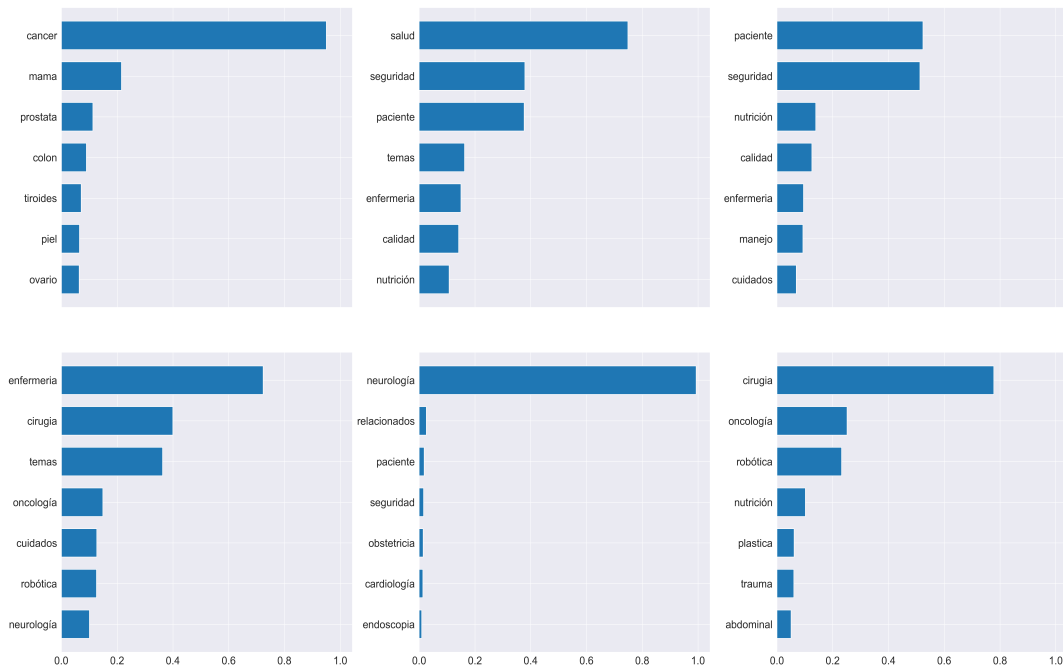 cancer
mama
prostata
colon
tiroides
piel
ovario
salud
seguridad
paciente
temas
enfermeria
calidad
nutrición
paciente
seguridad
nutrición
calidad
enfermeria
manejo
cuidados
enfermeria
cirugia
temas
oncología
cuidados
robótica
neurología
0.0 0.2 0.4 0.6 0.8 1.0
neurología
relacionados
paciente
seguridad
obstetricia
cardiología
endoscopia
0.0 0.2 0.4 0.6 0.8 1.0
cirugia
oncología
robótica
nutrición
plastica
trauma
abdominal
0.0 0.2 0.4 0.6 0.8 1.0